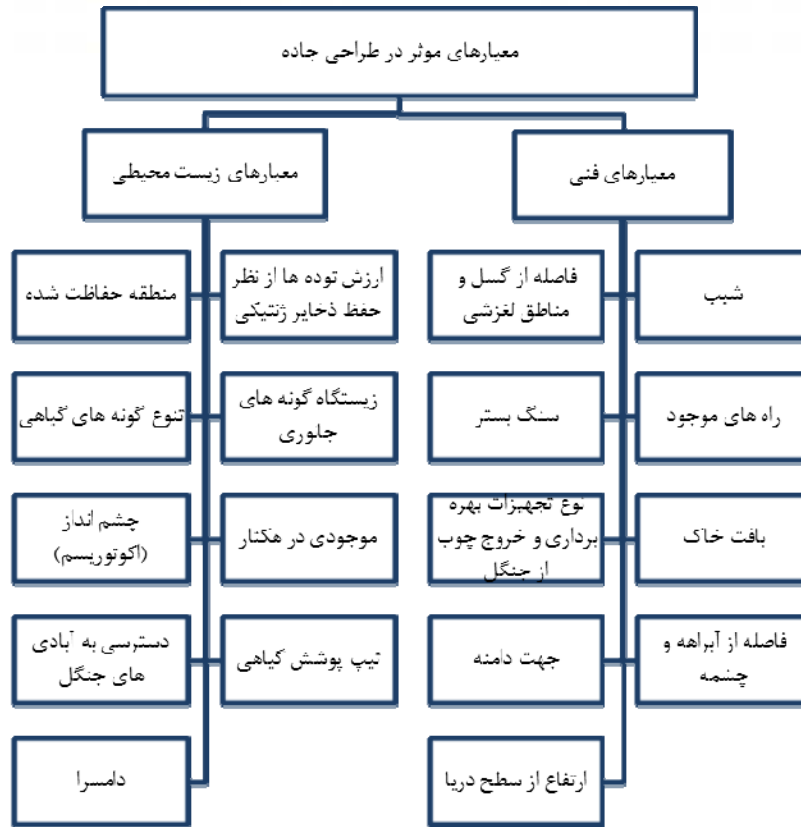 معیارهای موثر در طراحی جاده
معیارهای فنی
معیارهای زیست محیطی
شیب
فاصله از گسل و
مناطق لغزشی
ارزش توده ها از نظر
حفظ ذخایر ژنتیکی
منطقه حفاظت شده
راه های موجود
سنگ بستر
زیستگاه گونه های
جلوری
تنوع گونه های گیاهی
بافت خاک
نوع تجهیزات بهره
برداری و خروج چوب
از جنگل
موجودی در هکتار
چشم انداز
(اکوتوریسم)
فاصله از آبراهه و
چشمه
جهت دامنه
تیپ پوشش گیاهی
دسترسی به آبادی
های جنگل
ارتفاع از سطح دریا
دامسرا